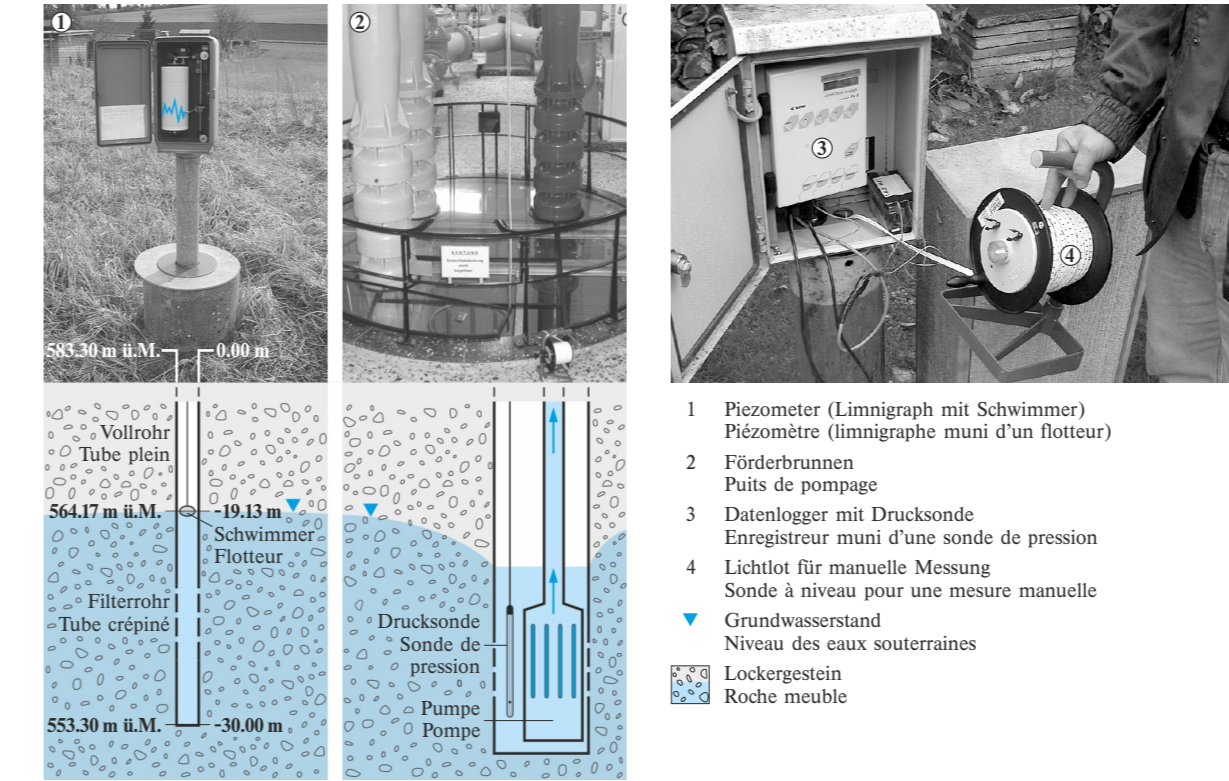 1
2
583.30 m ü.M.
0.00 m
Vollrohr
Tube plein
564.17 m ü.M.
-19.13 m
Schwimmer
Flotteur
Filterrohr
Tube crépiné
553.30 m ü.M.
-30.00 m
ACHTUNG
Drucksonde
Sonde de
pression
Pumpe
Pompe
3
4
1 Piezometer (Limnigraph mit Schwimmer)
Piézomètre (limnigraphe muni d'un flotteur)
2 Förderbrunnen
Puits de pompage
3 Datenlogger mit Drucksonde
Enregistreur muni d'une sonde de pression
4 Lichtlot für manuelle Messung
Sonde à niveau pour une mesure manuelle
Grundwasserstand
Niveau des eaux souterraines
Lockergestein
Roche meuble